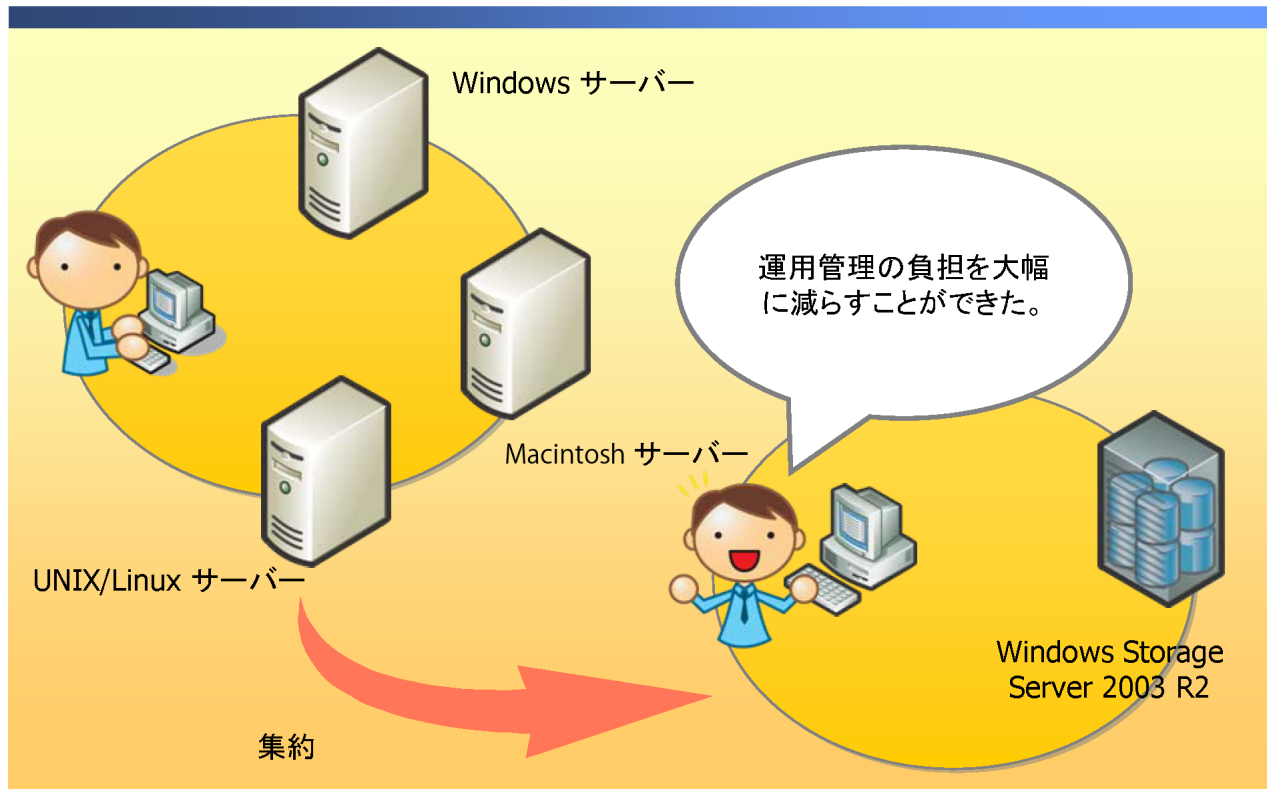 Windows サーバー
運用管理の負担を大幅
に減らすことができた。
Macintosh サーバー
UNIX/Linux サーバー
Windows Storage
Server 2003 R2
集約